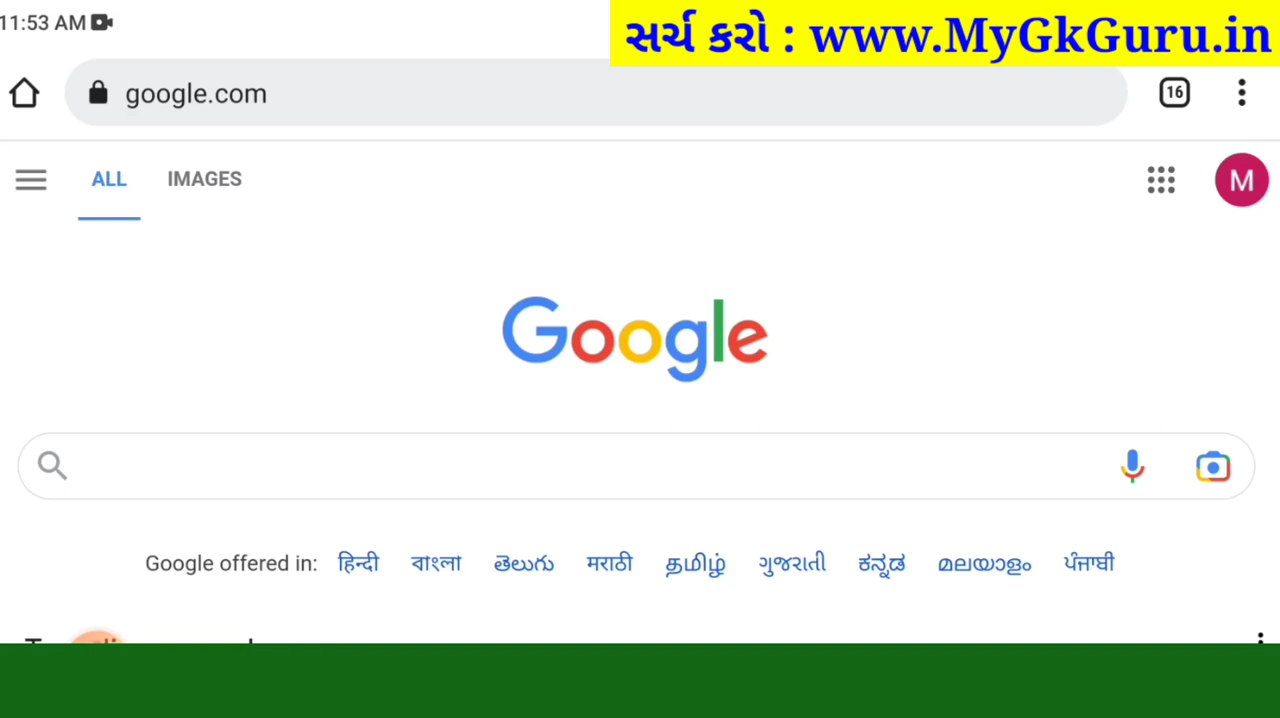 11:53 AM
સર્ચ કરો : www.MyGkGuru.in
google.com
16
ALL IMAGES
M
Google
Google offered in: हिन्दी বাংলা తెలుగు मराठी தமிழ் ગુજરાતી ಕನ್ನಡ മലയാളം ਪੰਜਾਬੀ